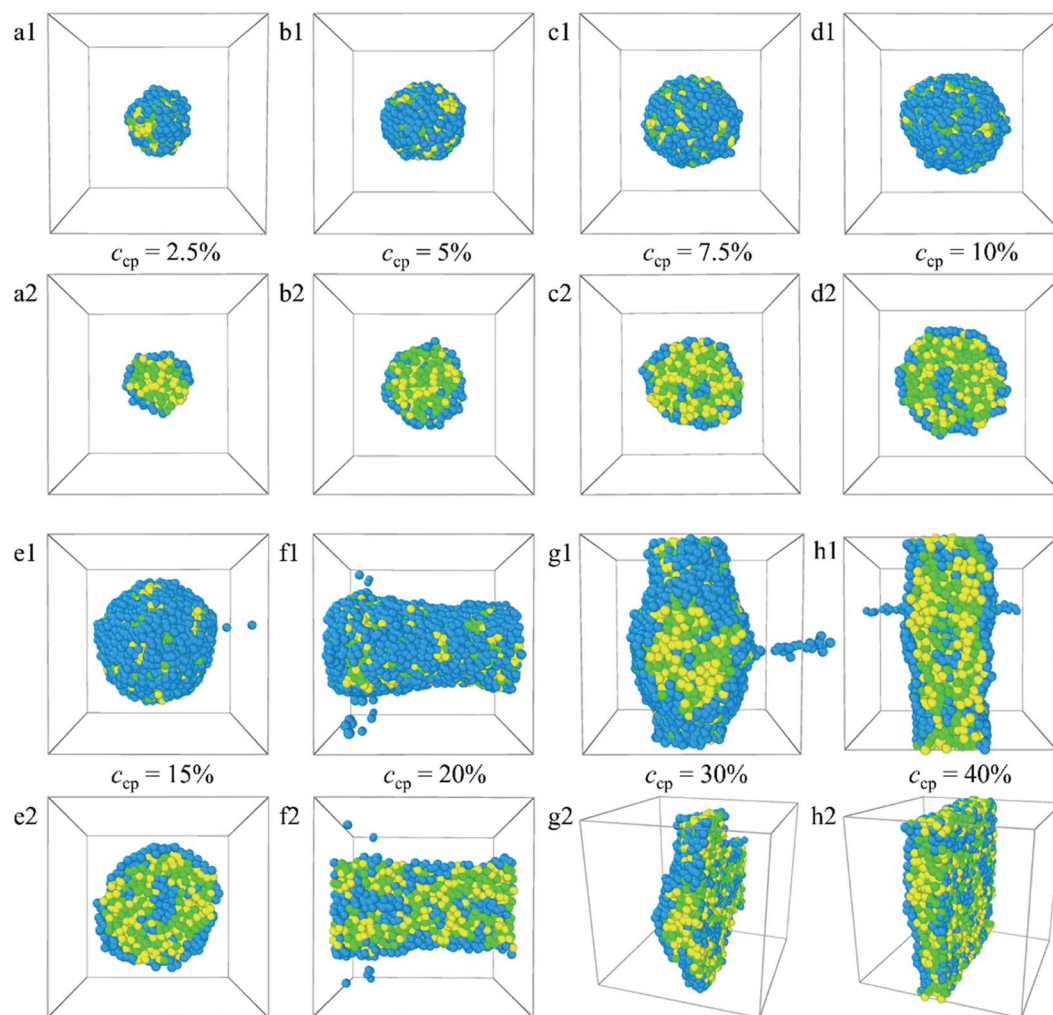 a1 b1 c1 d1
c_cp = 2.5% c_cp = 5% c_cp = 7.5% c_cp = 10%
a2 b2 c2 d2
e1 f1 g1 h1
c_cp = 15% c_cp = 20% c_cp = 30% c_cp = 40%
e2 f2 g2 h2